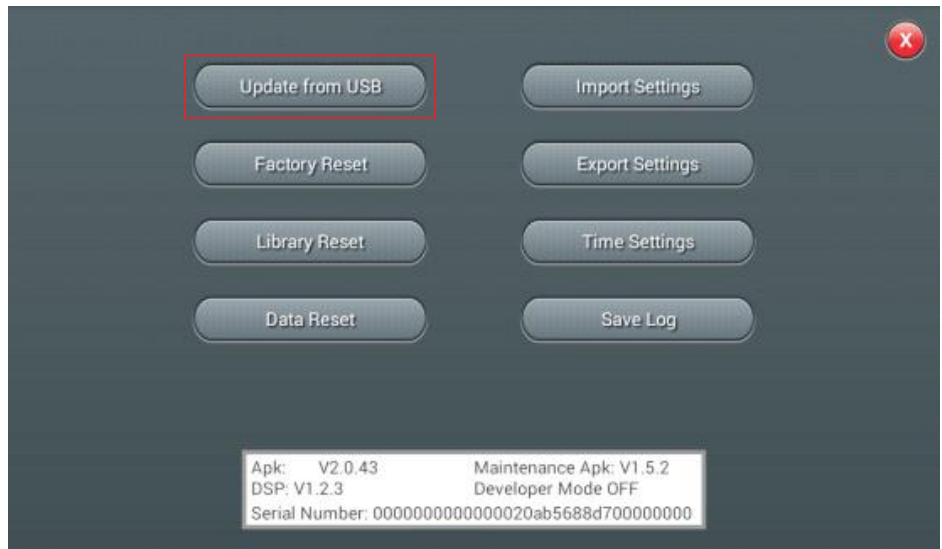 X
Update from USB Import Settings
Factory Reset Export Settings
Library Reset Time Settings
Data Reset Save Log
Apk: V2.0.43 Maintenance Apk: V1.5.2
DSP: V1.2.3 Developer Mode OFF
Serial Number: 0000000000000020ab5688d700000000